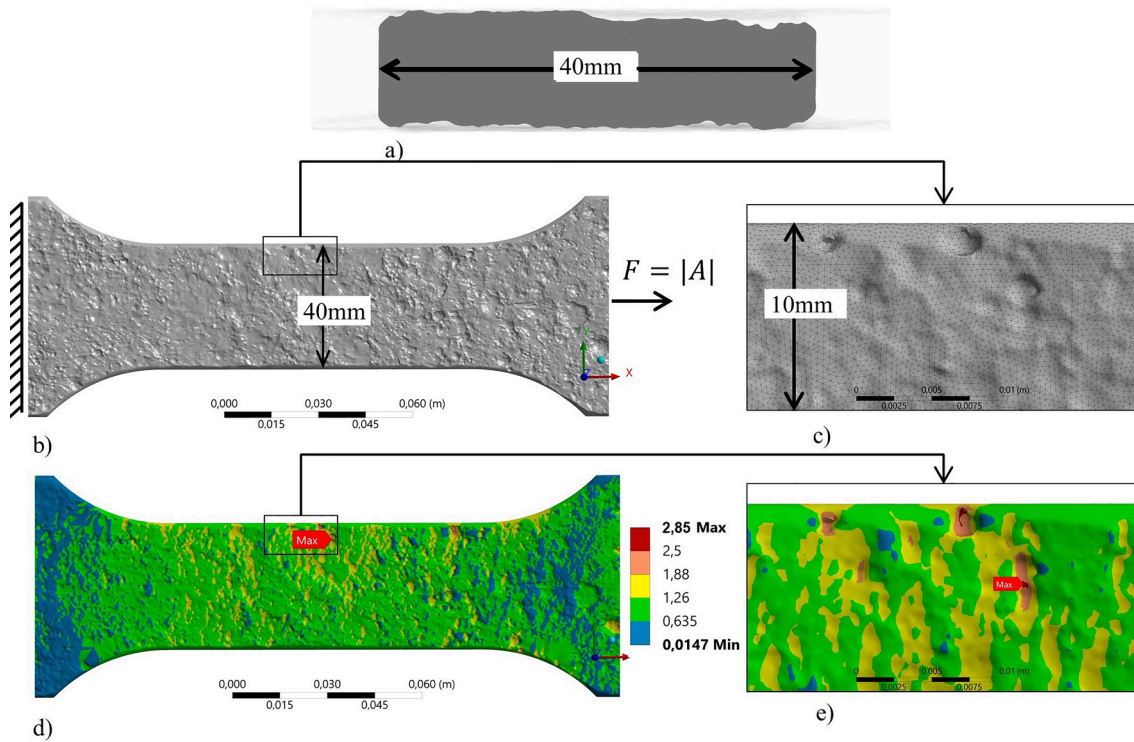 40mm
a)
40mm
F = |A|
Y
Z
X
0,000
0,030
0,060 (m)
0,015
0,045
b)
10mm
0
0,005
0,01 (m)
0,0025
0,0075
c)
Max
2,85 Max
2,5
1,88
1,26
0,635
0,0147 Min
0,000
0,030
0,060 (m)
0,015
0,045
d)
Max
0
0,005
0,01 (m)
0,0025
0,0075
e)